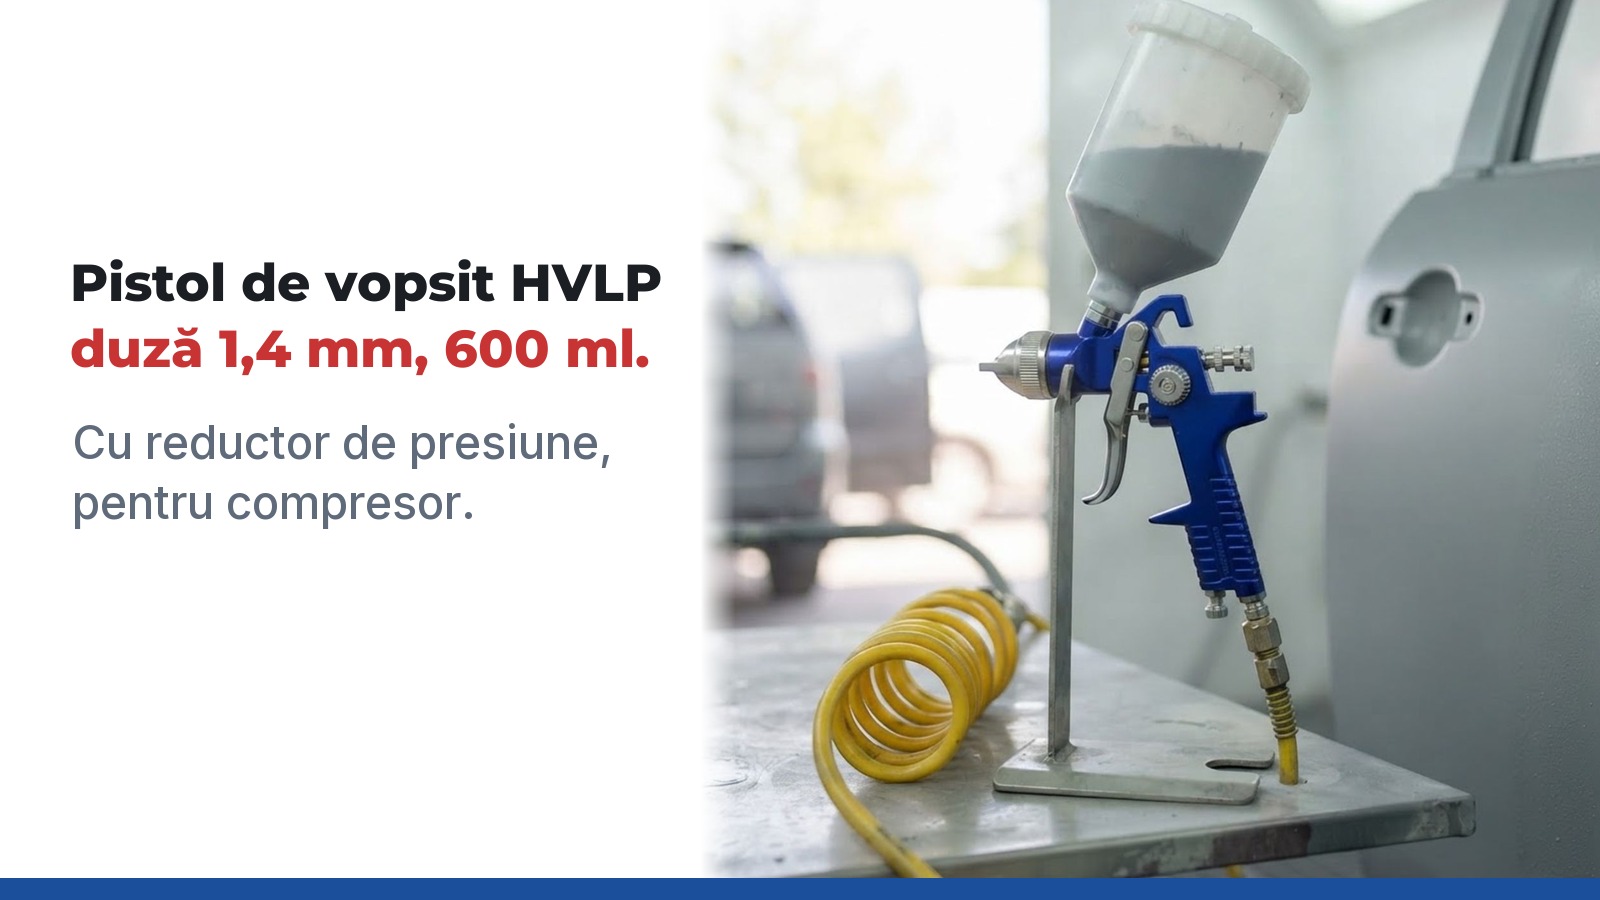 Pistol de vopsit HVLP
duză 1,4 mm, 600 ml.
Cu reductor de presiune,
pentru compresor.